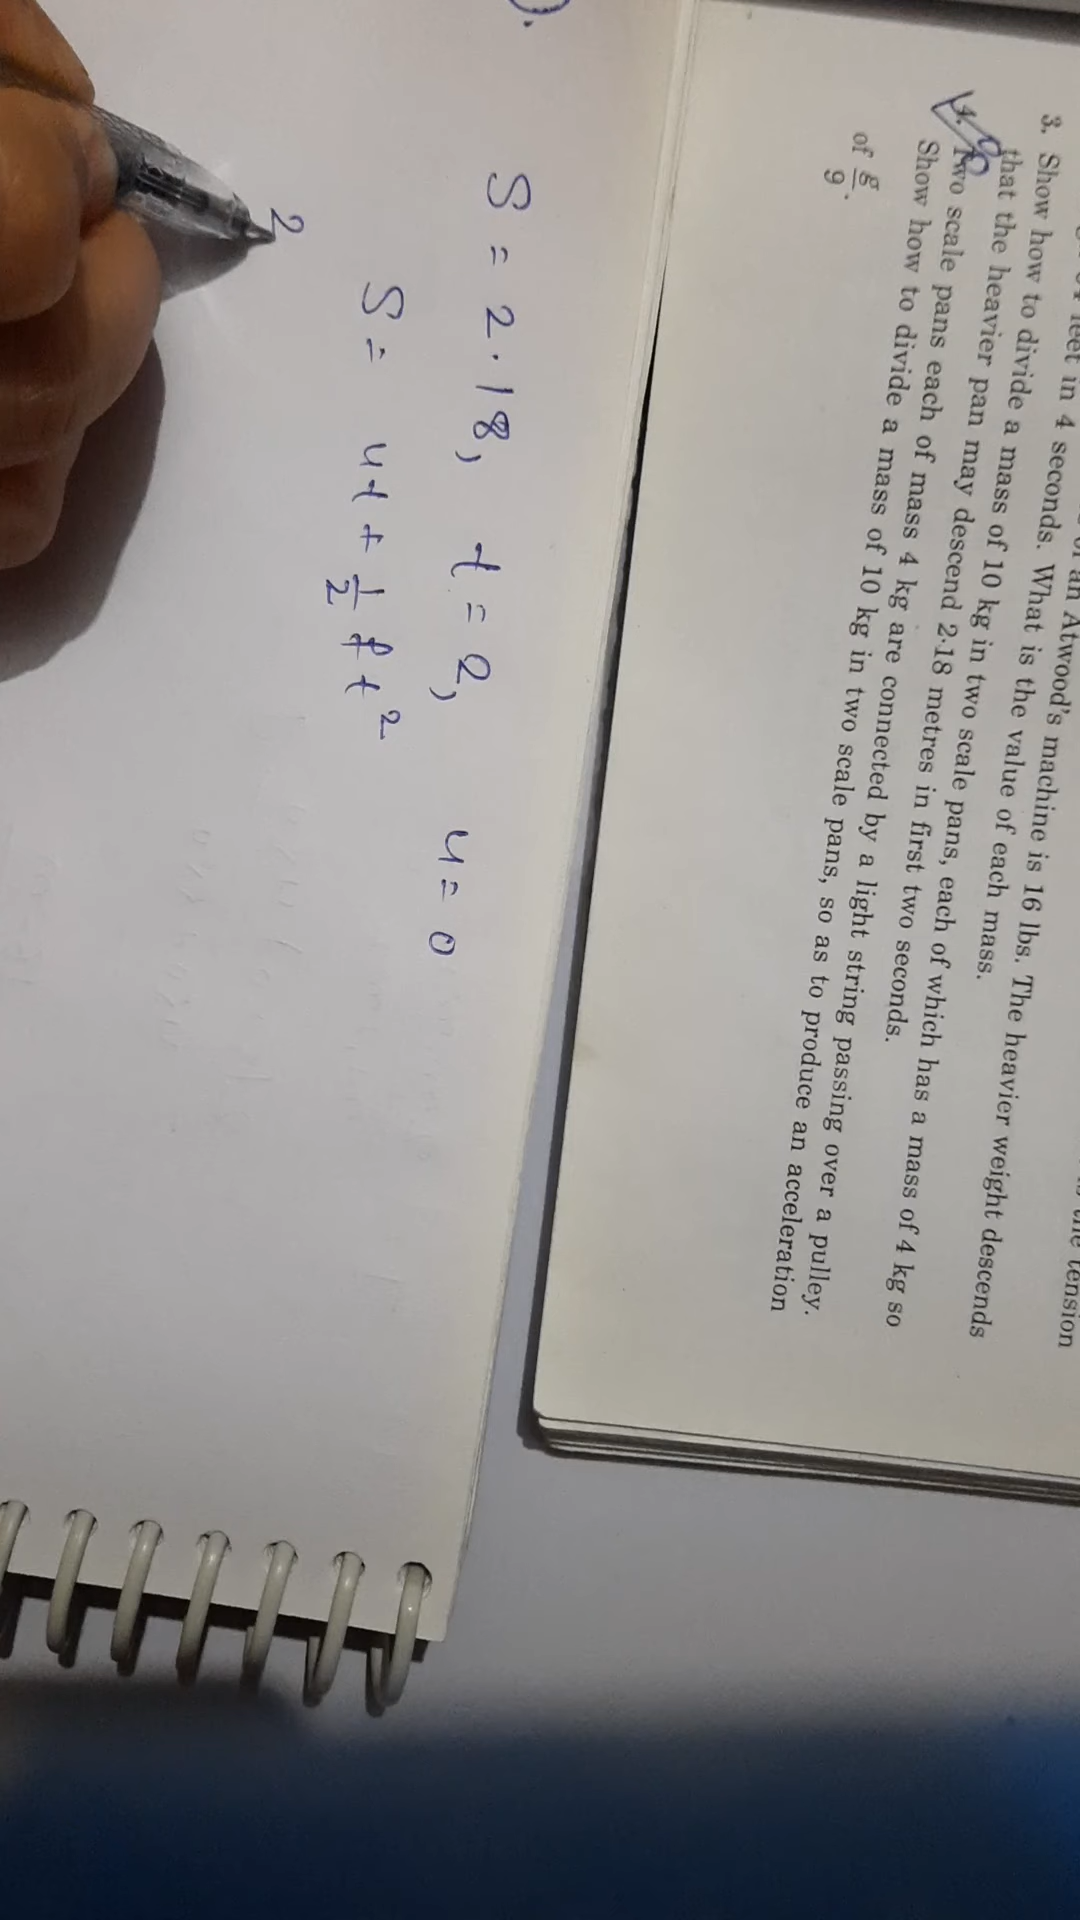 an Atwood's machine is 16 lbs. The heavier weight descends
feet in 4 seconds. What is the value of each mass.
3. Show how to divide a mass of 10 kg in two scale pans, each of which has a mass of 4 kg so
that the heavier pan may descend 2·18 metres in first two seconds.
4. Two scale pans each of mass 4 kg are connected by a light string passing over a pulley.
Show how to divide a mass of 10 kg in two scale pans, so as to produce an acceleration
of g/9.
S = 2·18, t = 2, u = 0
S = ut + 1/2 f t²
2